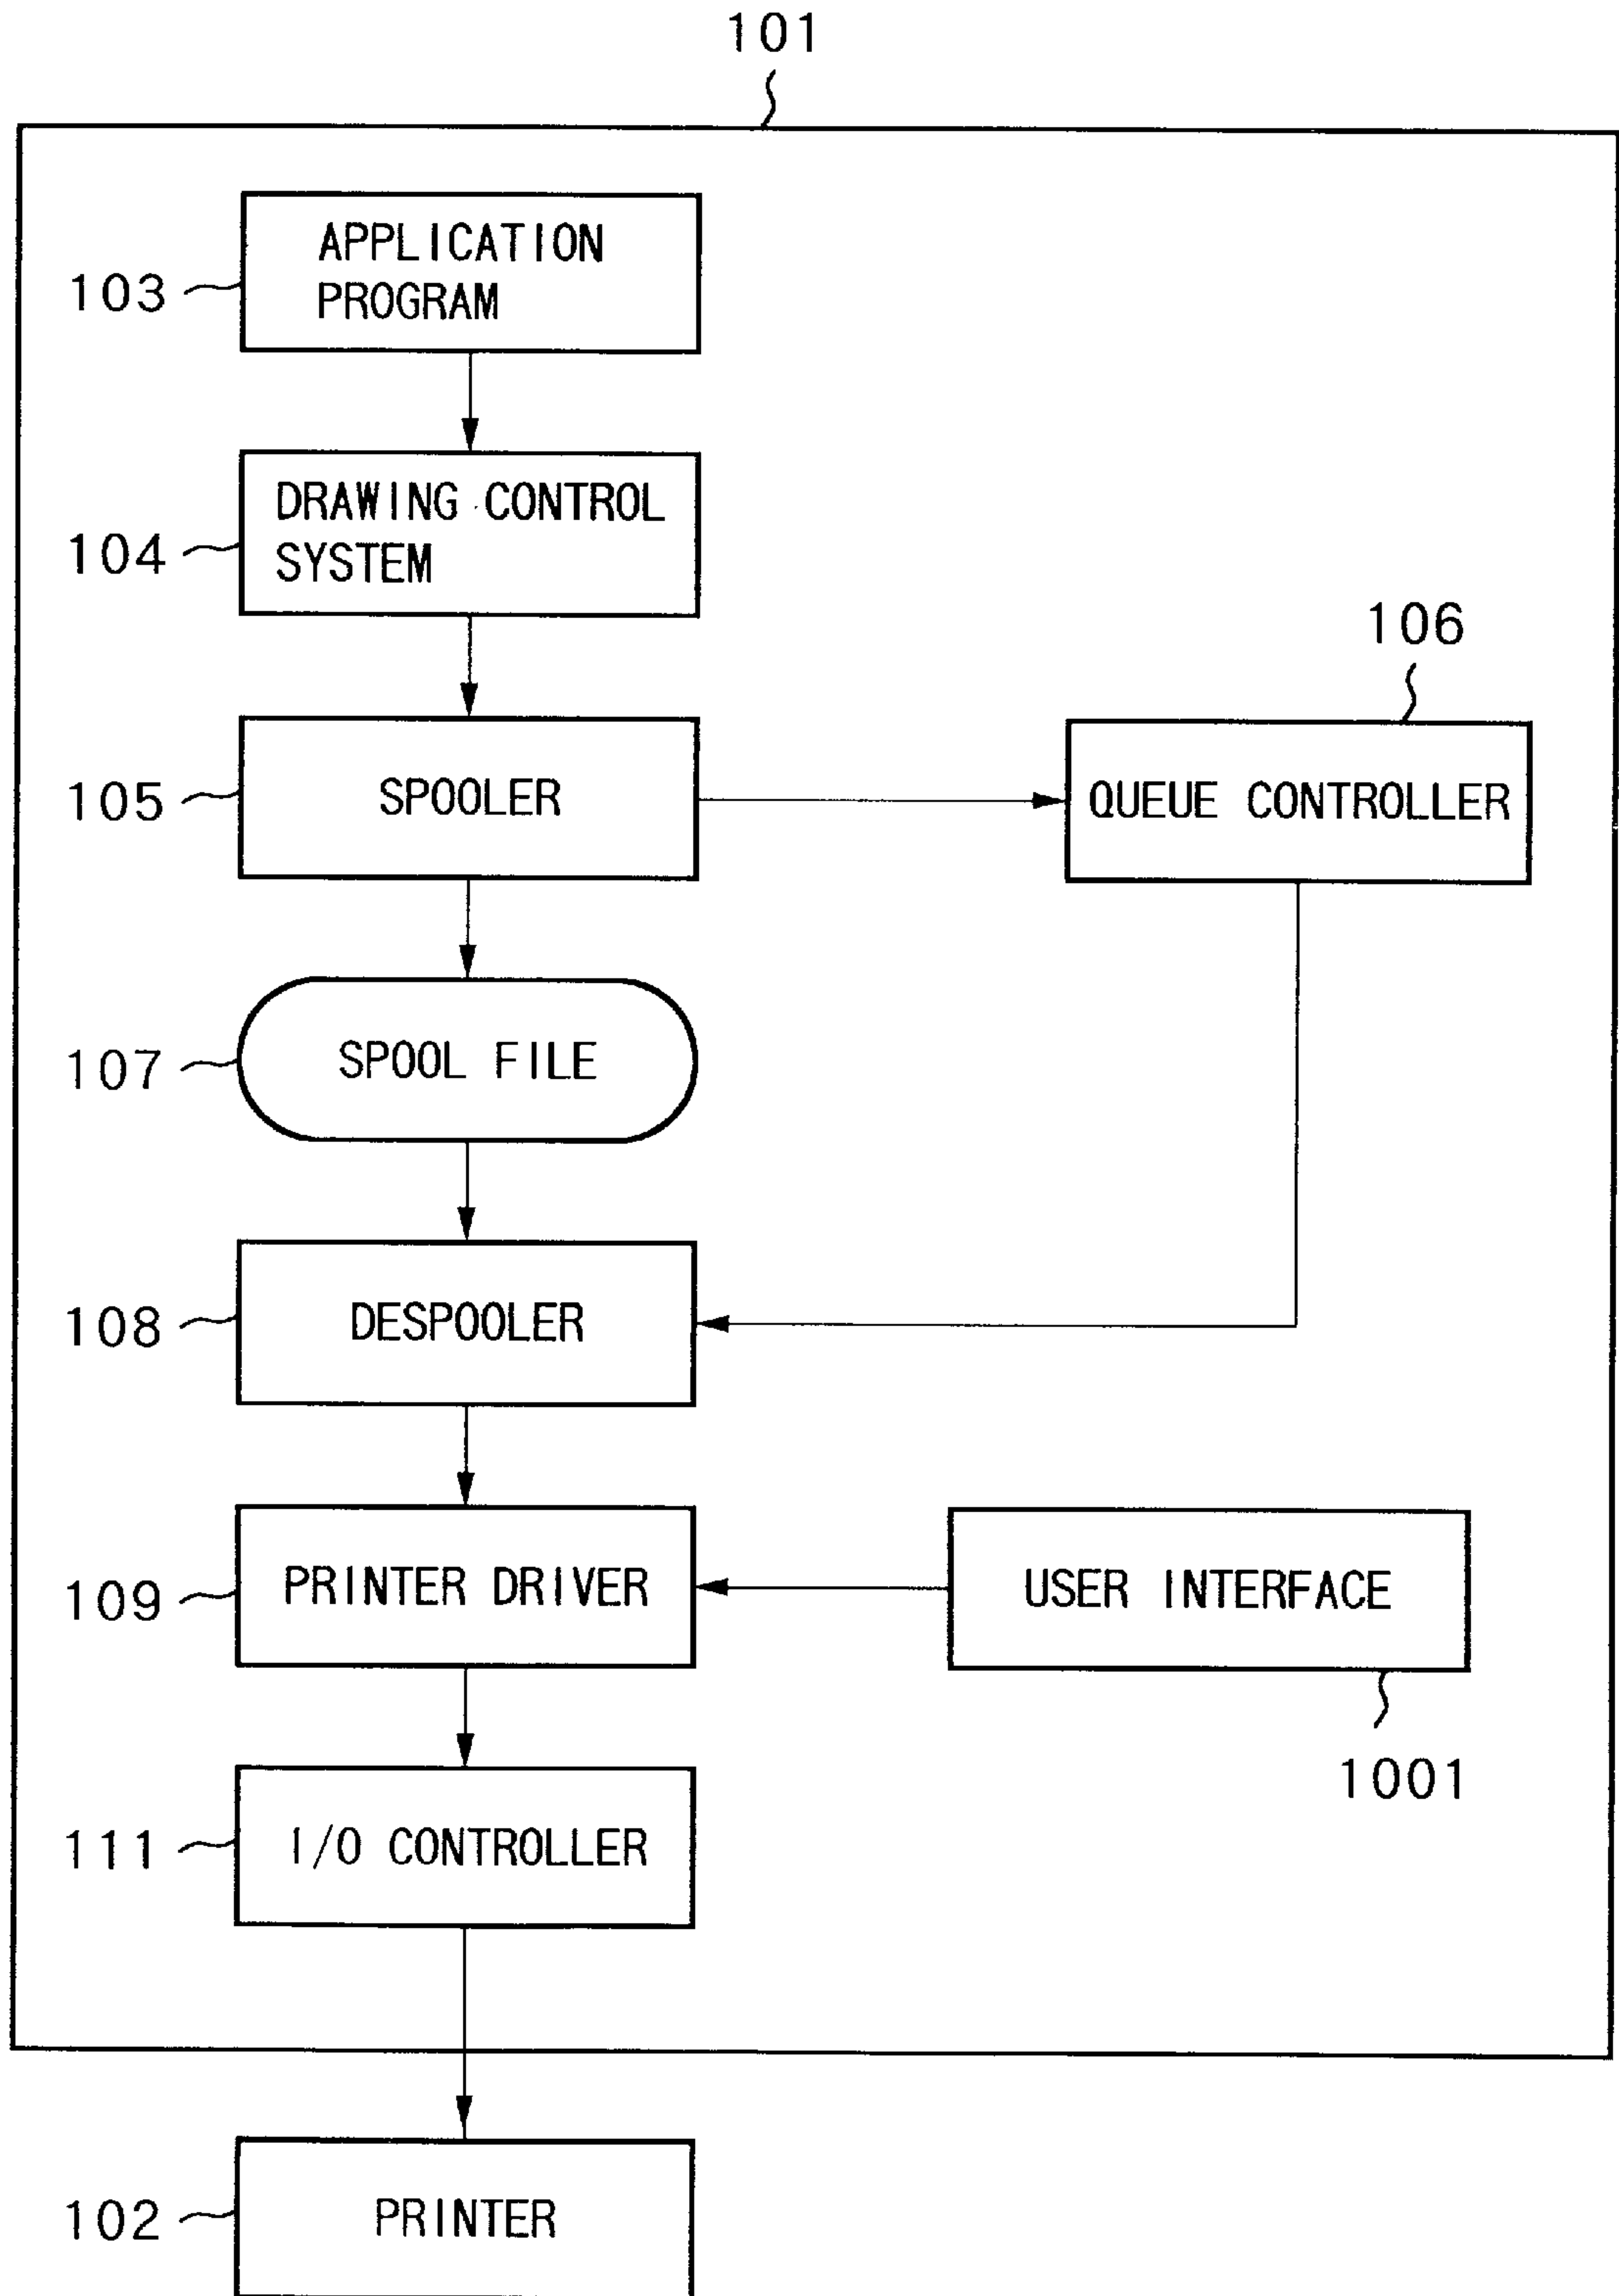 101
APPLICATION
PROGRAM
103
DRAWING CONTROL
SYSTEM
104
106
105
SPOOLER
QUEUE CONTROLLER
107
SPOOL FILE
108
DESPOOLER
109
PRINTER DRIVER
USER INTERFACE
1001
111
I/O CONTROLLER
102
PRINTER